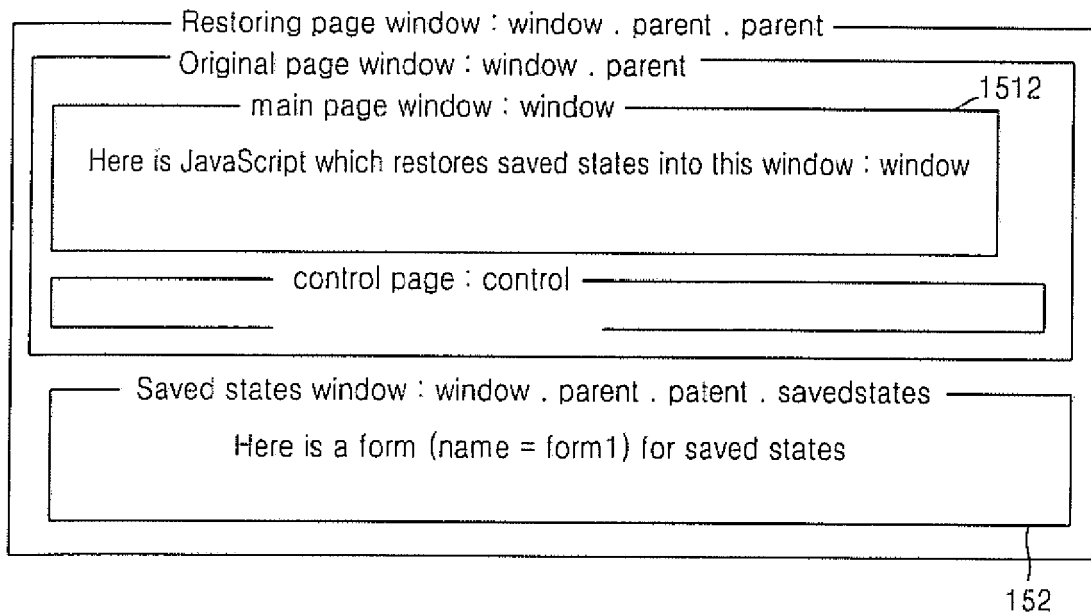 Restoring page window : window . parent . parent
Original page window : window . parent
1512
main page window : window
Here is JavaScript which restores saved states into this window : window
control page : control
Saved states window : window . parent . patent . savedstates
Here is a form (name = form1) for saved states
152